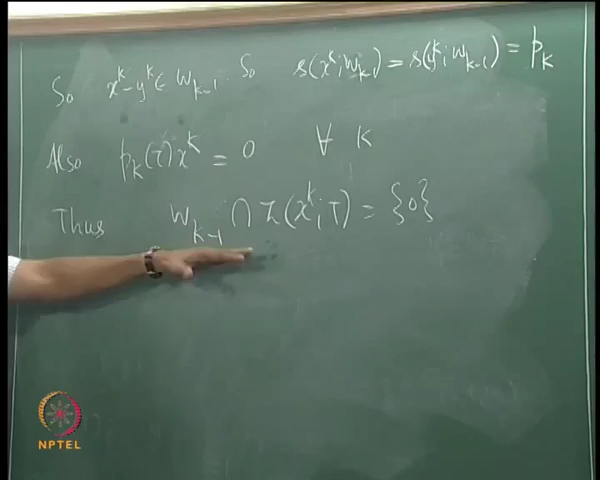 So x^k - y^k ∈ W_{k-1}. So s(x^k; W_{k-1}) = s(y^k; W_{k-1}) = p_k
Also p_k(T)x^k = 0 ∀ k
Thus W_{k-1} ∩ Z(x^k; T) = {0}
NPTEL